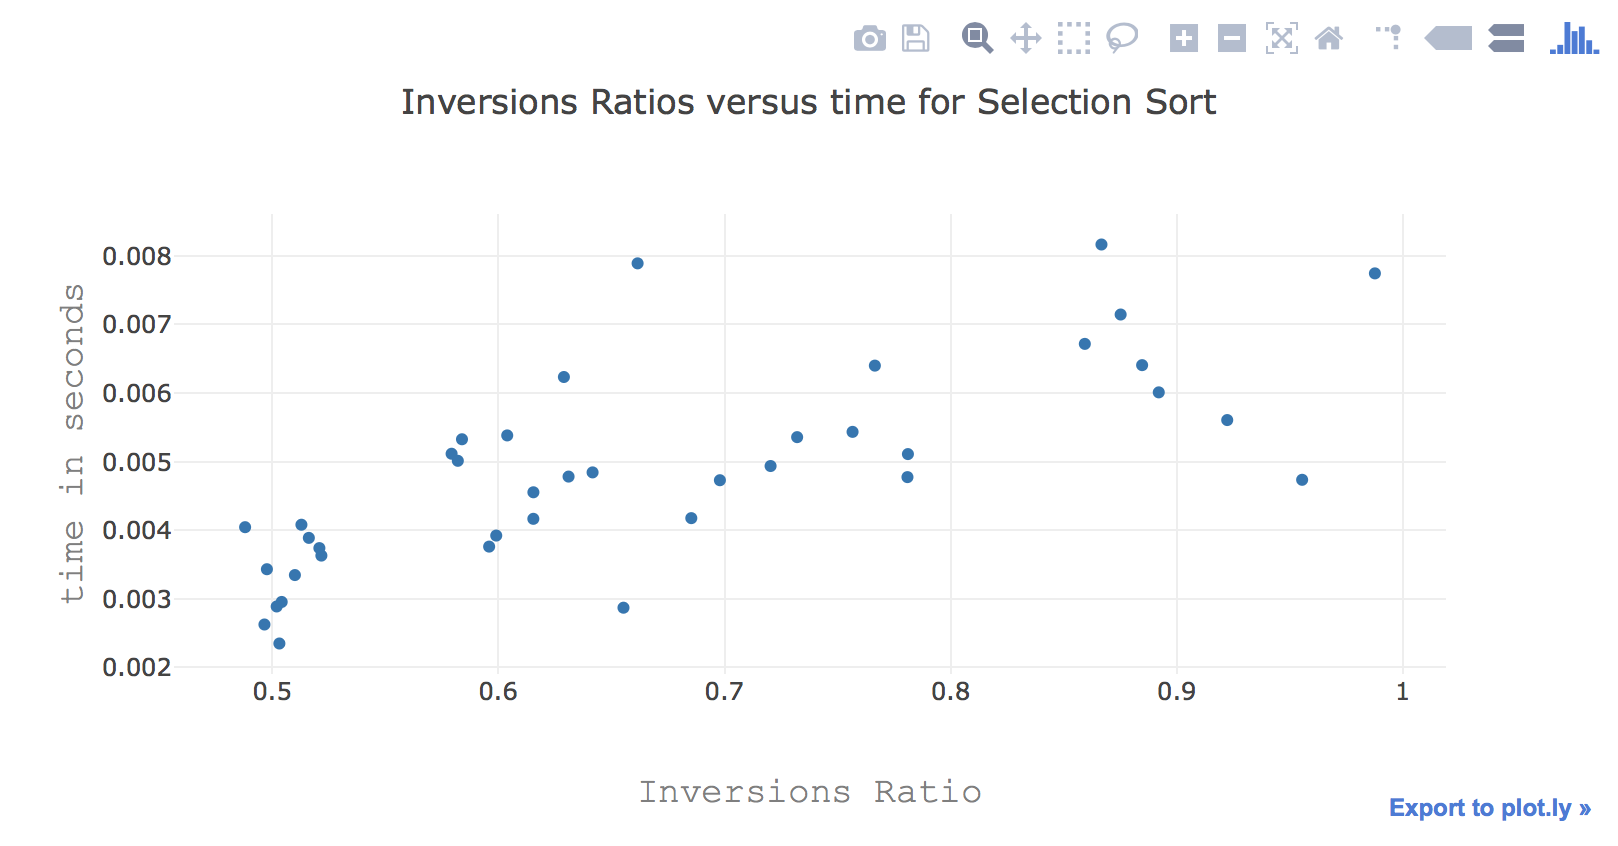 Inversions Ratios versus time for Selection Sort
0.008
0.007
0.006
0.005
0.004
0.003
0.002
time in seconds
0.5 0.6 0.7 0.8 0.9 1
Inversions Ratio
Export to plot.ly »